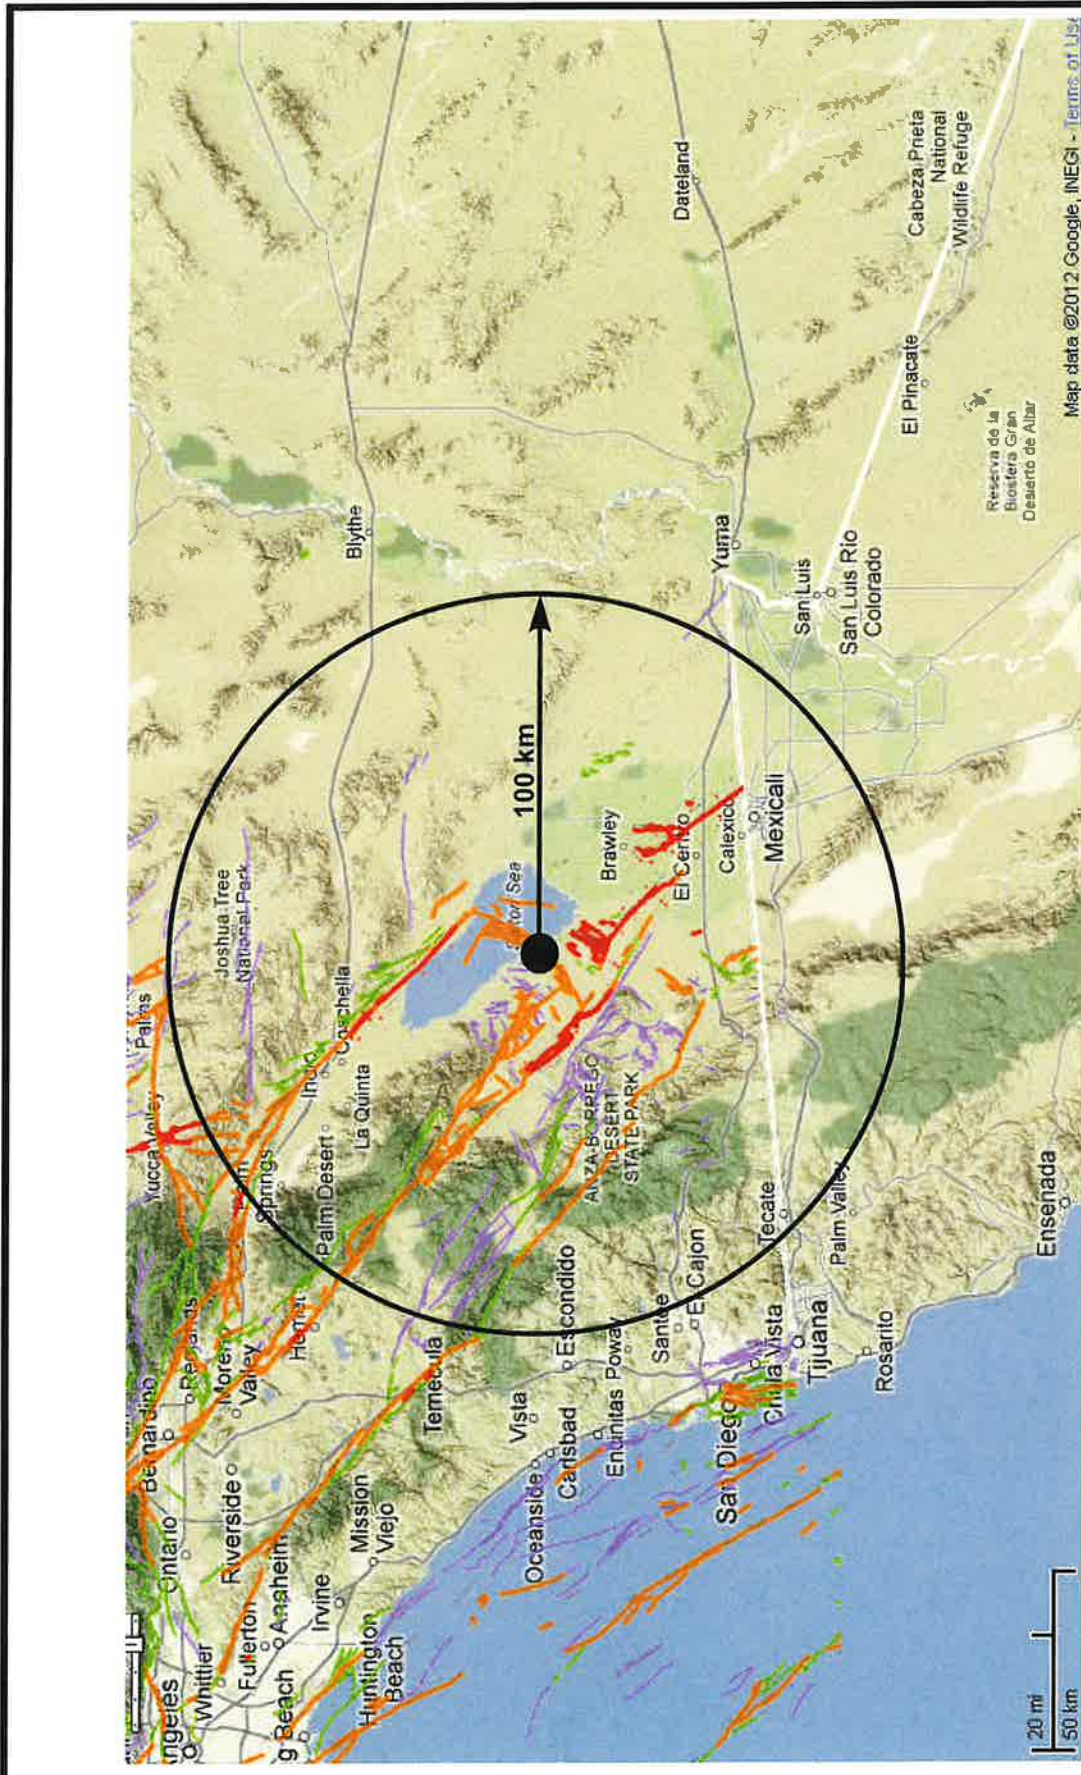 Palms
Yucca Valley
Joshua Tree
National Park
Blythe
Dateland
Cabeza Prieta
National
Wildlife Refuge
El Pinacate
Reserva de la
Biosfera Gran
Desierto de Altar
Yuma
San Luis
San Luis Rio
Colorado
100 km
Brawley
El Centro
Calexico
Mexicali
Salton Sea
Coachella
Indio
La Quinta
Palm Desert
Palm
Springs
ANZA-BORREGO
DESERT
STATE PARK
Hemet
Moreno
Valley
Redlands
Bernardino
Ontario
Riverside
Temecula
Mission
Viejo
Irvine
Anaheim
Fullerton
Whittier
Angeles
g Beach
Huntington
Beach
Vista
Oceanside
Carlsbad
Encinitas
Escondido
Poway
Santee
El Cajon
San Diego
Chula Vista
Tijuana
Tecate
Palm Valley
Rosarito
Ensenada
20 mi
50 km
Map data ©2012 Google, INEGI - Terms of Use